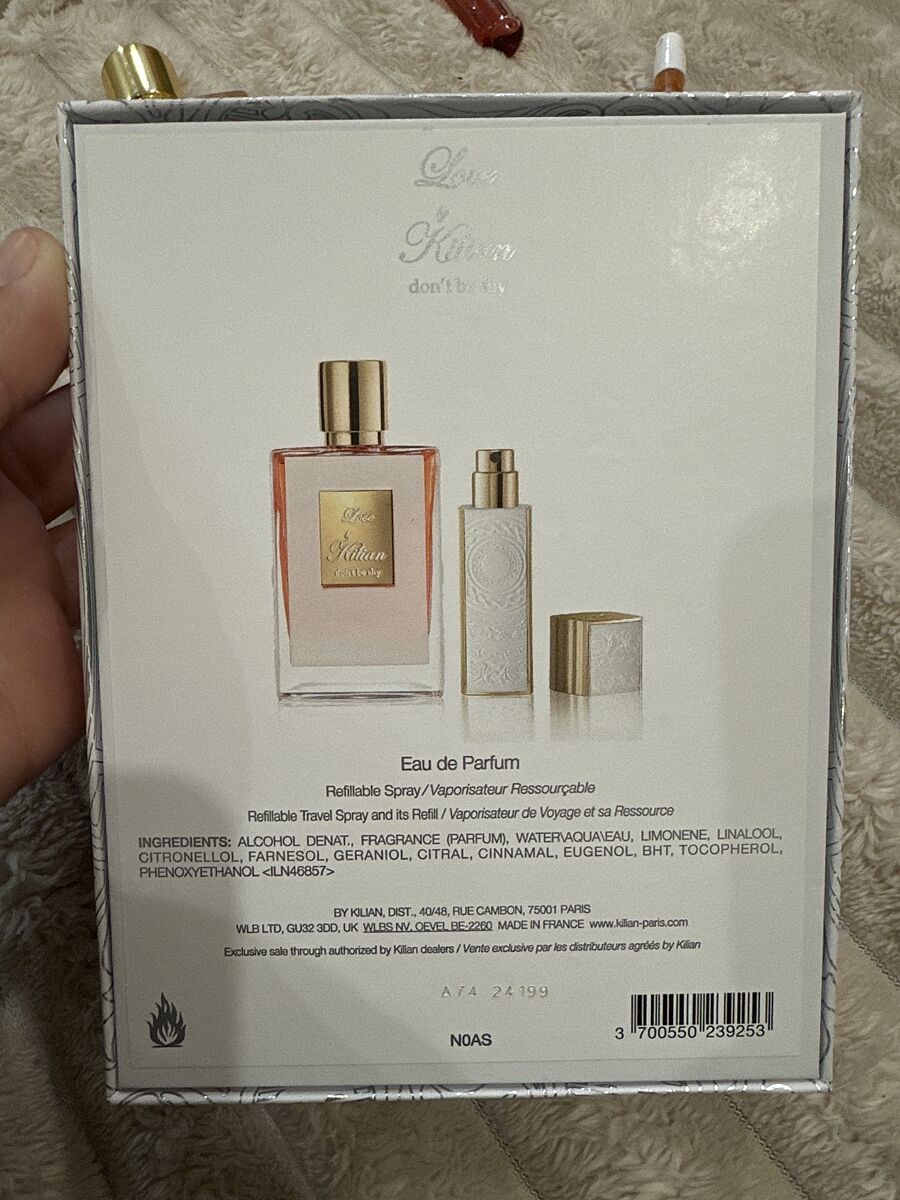 Love
by
Kilian
don't be shy
Love
by
Kilian
don't be shy
Eau de Parfum
Refillable Spray / Vaporisateur Ressourçable
Refillable Travel Spray and its Refill / Vaporisateur de Voyage et sa Ressource
INGREDIENTS: ALCOHOL DENAT., FRAGRANCE (PARFUM), WATER\AQUA\EAU, LIMONENE, LINALOOL,
CITRONELLOL, FARNESOL, GERANIOL, CITRAL, CINNAMAL, EUGENOL, BHT, TOCOPHEROL,
PHENOXYETHANOL <ILN46857>
BY KILIAN, DIST., 40/48, RUE CAMBON, 75001 PARIS
WLB LTD, GU32 3DD, UK WLBS NV. OEVEL BE-2260 MADE IN FRANCE www.kilian-paris.com
Exclusive sale through authorized by Kilian dealers / Vente exclusive par les distributeurs agréés by Kilian
A74 24199
N0AS
3 700550 239253